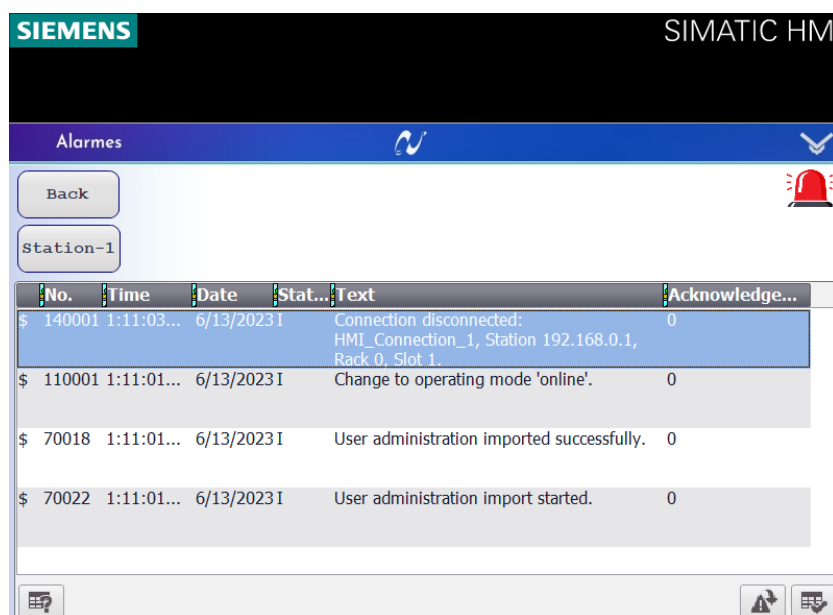 SIEMENS
SIMATIC HM
Alarmes
Back
Station-1
No. Time Date Stat... Text Acknowledge...
$ 140001 1:11:03... 6/13/2023 I Connection disconnected: 0
HMI_Connection_1, Station 192.168.0.1,
Rack 0, Slot 1.
$ 110001 1:11:01... 6/13/2023 I Change to operating mode 'online'. 0
$ 70018 1:11:01... 6/13/2023 I User administration imported successfully. 0
$ 70022 1:11:01... 6/13/2023 I User administration import started. 0